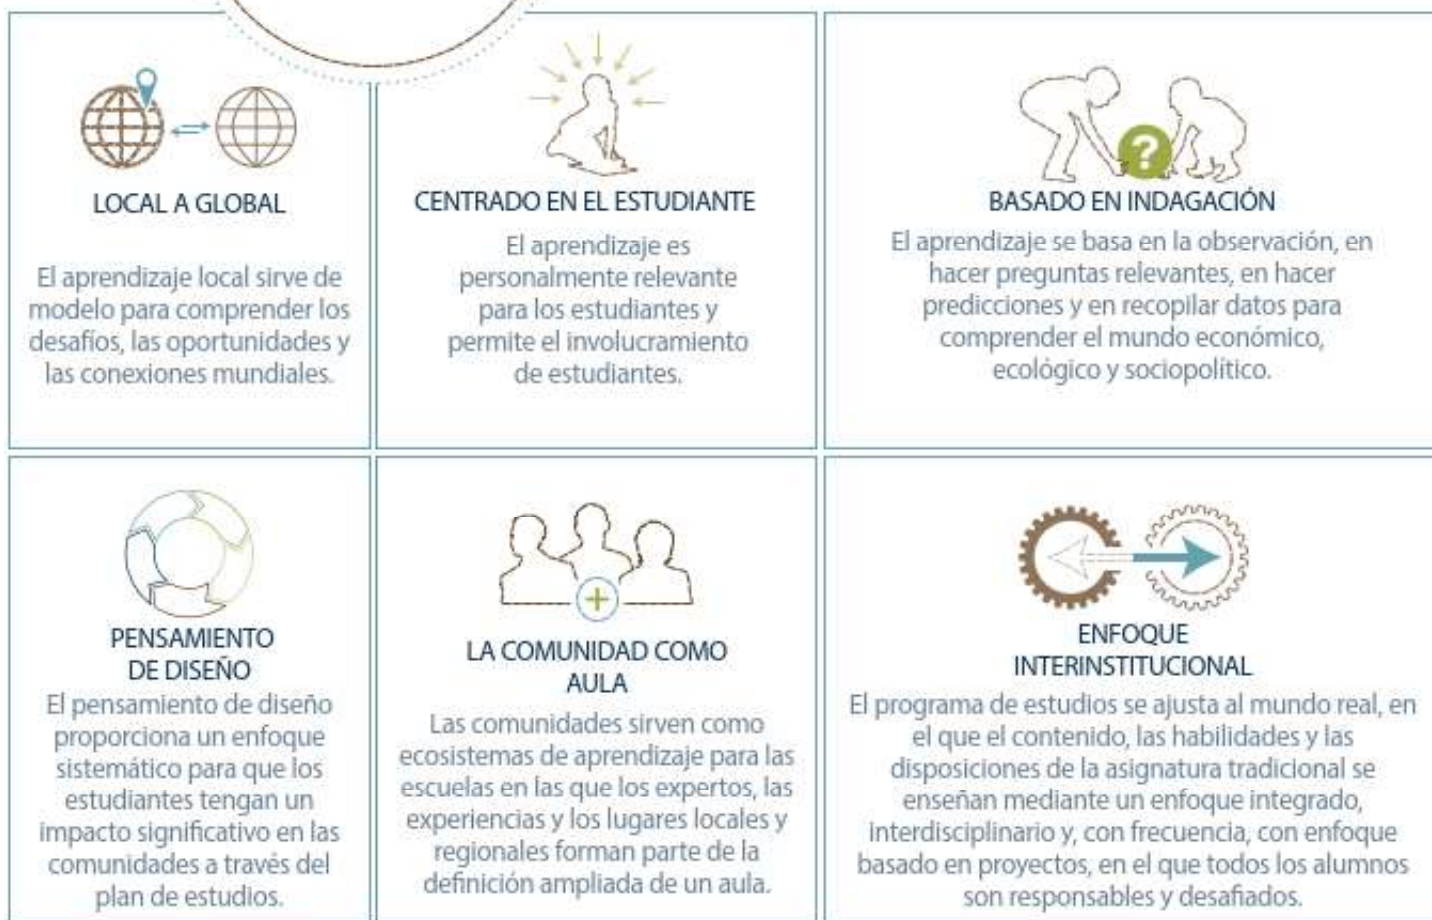 LOCAL A GLOBAL
El aprendizaje local sirve de
modelo para comprender los
desafíos, las oportunidades y
las conexiones mundiales.
CENTRADO EN EL ESTUDIANTE
El aprendizaje es
personalmente relevante
para los estudiantes y
permite el involucramiento
de estudiantes.
?
BASADO EN INDAGACIÓN
El aprendizaje se basa en la observación, en
hacer preguntas relevantes, en hacer
predicciones y en recopilar datos para
comprender el mundo económico,
ecológico y sociopolítico.
PENSAMIENTO
DE DISEÑO
El pensamiento de diseño
proporciona un enfoque
sistemático para que los
estudiantes tengan un
impacto significativo en las
comunidades a través del
plan de estudios.
+
LA COMUNIDAD COMO
AULA
Las comunidades sirven como
ecosistemas de aprendizaje para las
escuelas en las que los expertos, las
experiencias y los lugares locales y
regionales forman parte de la
definición ampliada de un aula.
ENFOQUE
INTERINSTITUCIONAL
El programa de estudios se ajusta al mundo real, en
el que el contenido, las habilidades y las
disposiciones de la asignatura tradicional se
enseñan mediante un enfoque integrado,
interdisciplinario y, con frecuencia, con enfoque
basado en proyectos, en el que todos los alumnos
son responsables y desafiados.